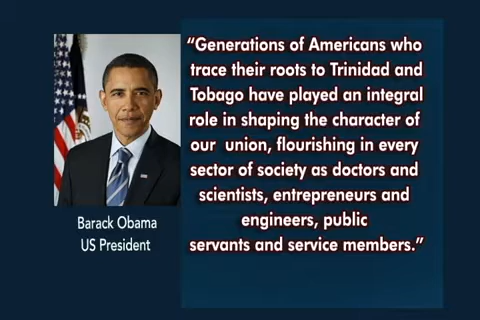 “Generations of Americans who
trace their roots to Trinidad and
Tobago have played an integral
role in shaping the character of
our union, flourishing in every
sector of society as doctors and
scientists, entrepreneurs and
engineers, public
servants and service members.”
Barack Obama
US President